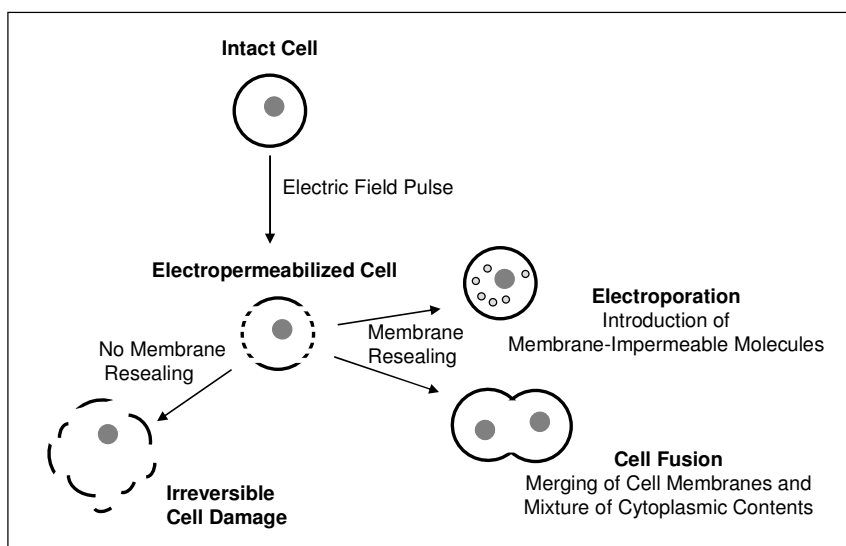 Intact Cell
Electric Field Pulse
Electropermeabilized Cell
No Membrane
Resealing
Membrane
Resealing
Electroporation
Introduction of
Membrane-Impermeable Molecules
Cell Fusion
Merging of Cell Membranes and
Mixture of Cytoplasmic Contents
Irreversible
Cell Damage